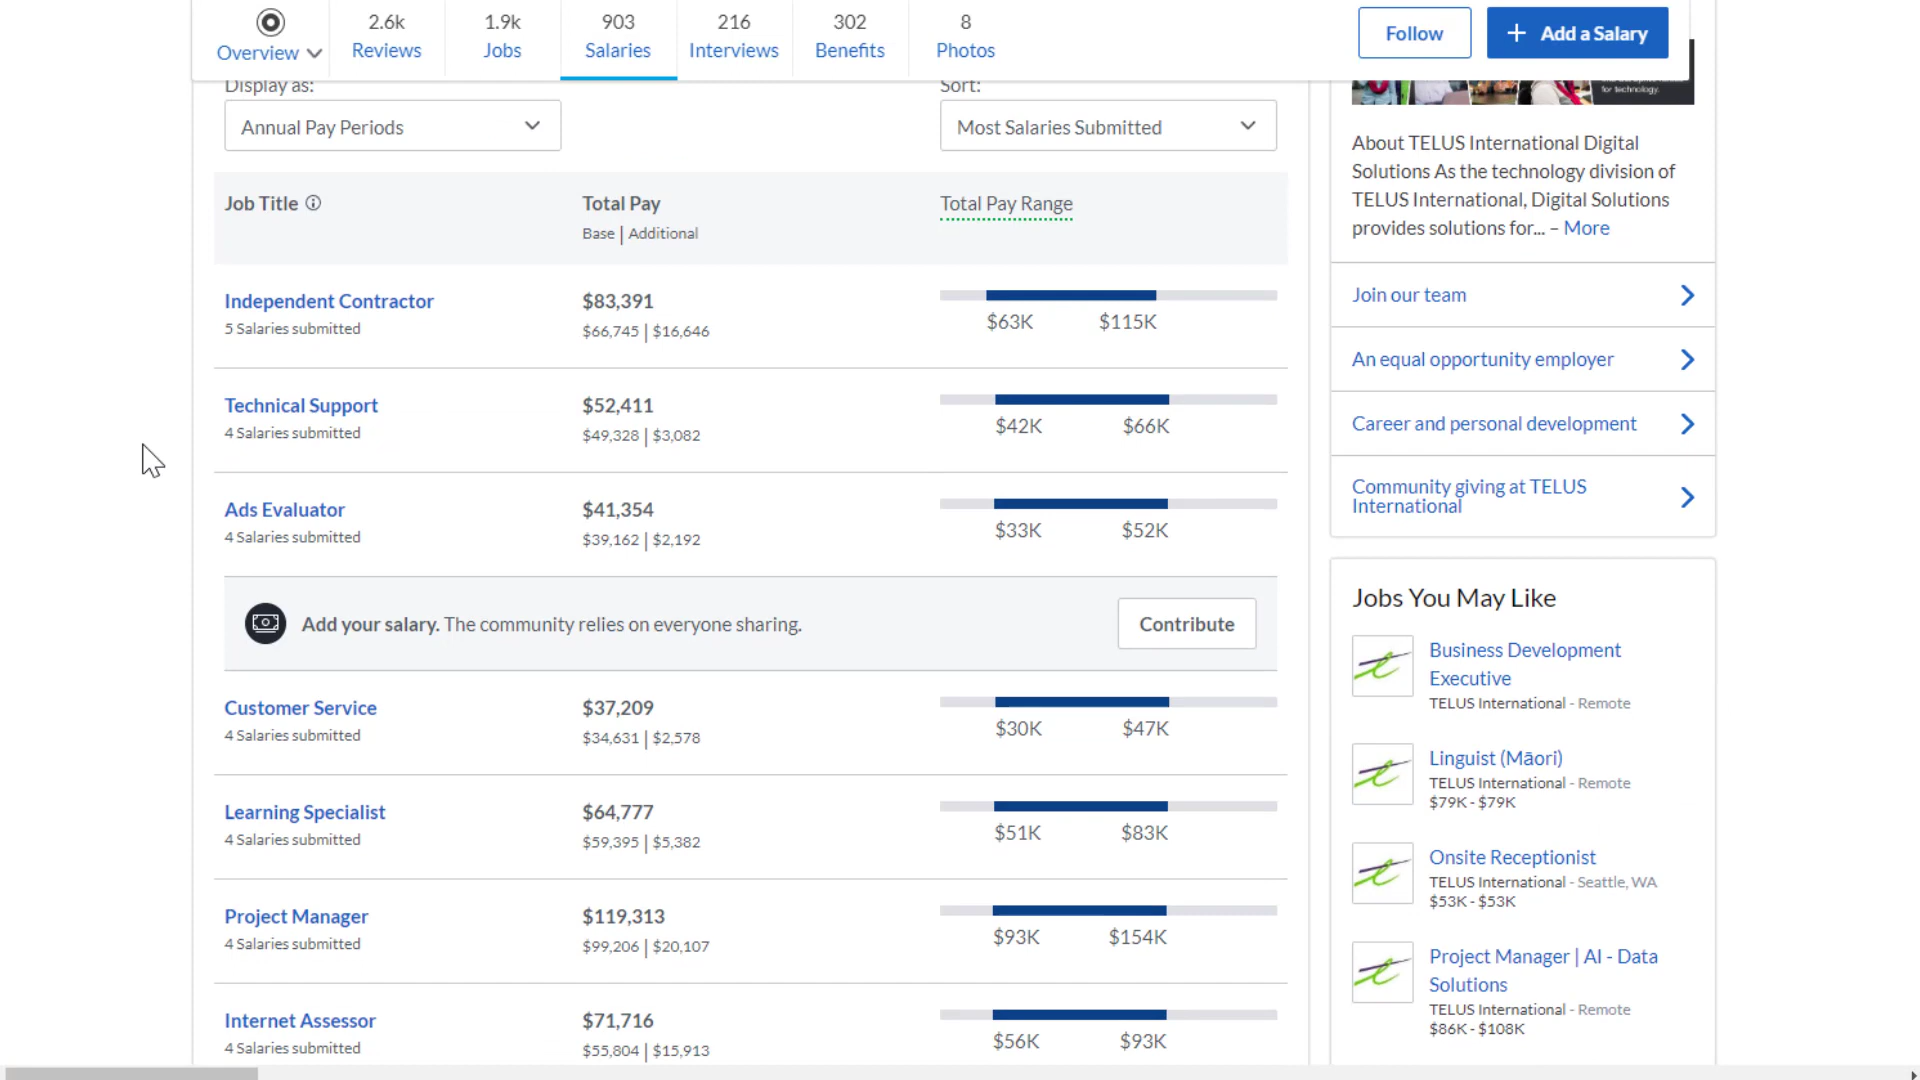 Overview
2.6k
Reviews
1.9k
Jobs
903
Salaries
216
Interviews
302
Benefits
8
Photos
Follow
+ Add a Salary
Display as:
Annual Pay Periods
Sort:
Most Salaries Submitted
Job Title
Total Pay
Base | Additional
Total Pay Range
Independent Contractor
5 Salaries submitted
$83,391
$66,745 | $16,646
$63K $115K
Technical Support
4 Salaries submitted
$52,411
$49,328 | $3,082
$42K $66K
Ads Evaluator
4 Salaries submitted
$41,354
$39,162 | $2,192
$33K $52K
Add your salary. The community relies on everyone sharing.
Contribute
Customer Service
4 Salaries submitted
$37,209
$34,631 | $2,578
$30K $47K
Learning Specialist
4 Salaries submitted
$64,777
$59,395 | $5,382
$51K $83K
Project Manager
4 Salaries submitted
$119,313
$99,206 | $20,107
$93K $154K
Internet Assessor
4 Salaries submitted
$71,716
$55,804 | $15,913
$56K $93K
for technology.
About TELUS International Digital
Solutions As the technology division of
TELUS International, Digital Solutions
provides solutions for... – More
Join our team
An equal opportunity employer
Career and personal development
Community giving at TELUS
International
Jobs You May Like
Business Development
Executive
TELUS International - Remote
Linguist (Māori)
TELUS International - Remote
$79K - $79K
Onsite Receptionist
TELUS International - Seattle, WA
$53K - $53K
Project Manager | AI - Data
Solutions
TELUS International - Remote
$86K - $108K